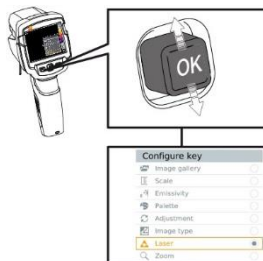 OK
Configure key
Image gallery
Scale
Emissivity
Palette
Adjustment
Image type
Laser
Zoom